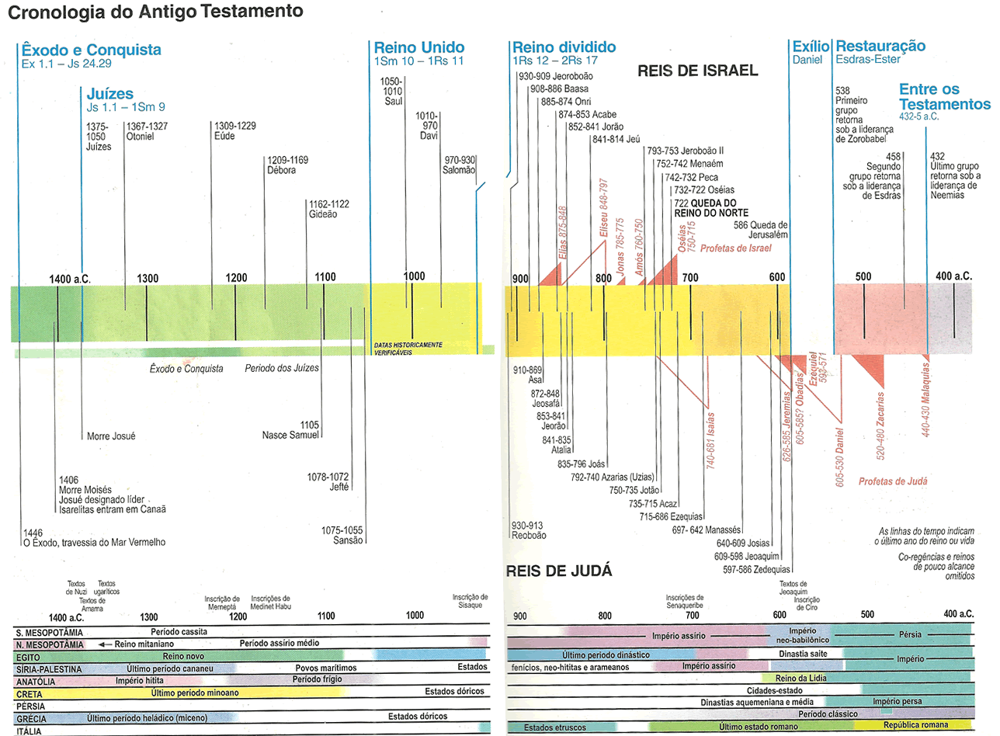 Cronologia do Antigo Testamento
Êxodo e Conquista
Ex 1.1 – Js 24.29
Juízes
Js 1.1 – 1Sm 9
1375-
1050
Juízes
1367-1327
Otoniel
1309-1229
Eúde
1209-1169
Débora
1162-1122
Gideão
Reino Unido
1Sm 10 – 1Rs 11
1050-
1010
Saul
1010-
970
Davi
970-930
Salomão
Reino dividido
1Rs 12 – 2Rs 17
REIS DE ISRAEL
930-909 Jeoroboão
908-886 Baasa
885-874 Onri
874-853 Acabe
852-841 Jorão
841-814 Jeú
793-753 Jeroboão II
752-742 Menaém
742-732 Peca
732-722 Oséias
722 QUEDA DO
REINO DO NORTE
586 Queda de
Jerusalém
Elias 875-848
Eliseu 848-797
Jonas 785-775
Amós 760-750
Oséias
750-715
Profetas de Israel
Exílio
Daniel
Restauração
Esdras-Ester
538
Primeiro
grupo
retorna
sob a liderança
de Zorobabel
Entre os
Testamentos
432-5 a.C.
458
Segundo
grupo retorna
sob a liderança
de Esdras
432
Último grupo
retorna sob a
liderança de
Neemias
1400 a.C.
1300
1200
1100
1000
900
800
700
600
500
400 a.C.
DATAS HISTORICAMENTE
VERIFICÁVEIS
Êxodo e Conquista
Periodo dos Juízes
Morre Josué
1105
Nasce Samuel
1406
Morre Moisés
Josué designado líder
Isarelitas entram em Canaã
1078-1072
Jefté
1446
O Êxodo, travessia do Mar Vermelho
1075-1055
Sansão
910-869
Asal
872-848
Jeosafá
853-841
Jeorão
841-835
Atalia
835-796 Joás
792-740 Azarias (Uzias)
750-735 Jotão
735-715 Acaz
715-686 Ezequias
697- 642 Manassés
640-609 Josias
609-598 Jeoaquim
597-586 Zedequias
930-913
Reoboão
REIS DE JUDÁ
740-681 Isaías
626-585 Jeremias
605-585? Obadias
Ezequiel
593-571
605-530 Daniel
520-480 Zacarias
440-430 Malaquias
Profetas de Judá
As linhas do tempo indicam
o último ano do reino ou vida
Co-regências e reinos
de pouco alcance
omitidos
Textos
de Nuzi
Textos
ugaríticos
Textos de
Amarna
Inscrição de
Merneptá
Inscrições de
Medinet Habu
Inscrição de
Sisaque
Inscrições de
Senaqueribe
Textos de
Jeoaquim
Inscrição
de Ciro
1400 a.C.
1300
1200
1100
1000
900
800
700
600
500
400 a.C.
S. MESOPOTÂMIA
Período cassita
Império assírio
Império
neo-babilônico
Pérsia
N. MESOPOTÂMIA
Reino mitaniano
Período assírio médio
EGITO
Reino novo
Último período dinástico
Dinastia saite
Império
SÍRIA-PALESTINA
Último período cananeu
Povos marítimos
Estados
fenícios, neo-hititas e arameanos
Império assírio
ANATÓLIA
Império hitita
Período frígio
Reino da Lídia
CRETA
Último período minoano
Estados dóricos
Cidades-estado
PÉRSIA
Dinastias aquemeniana e média
Império persa
GRÉCIA
Último período heládico (miceno)
Estados dóricos
Período clássico
ITÁLIA
Estados etruscos
Último estado romano
República romana